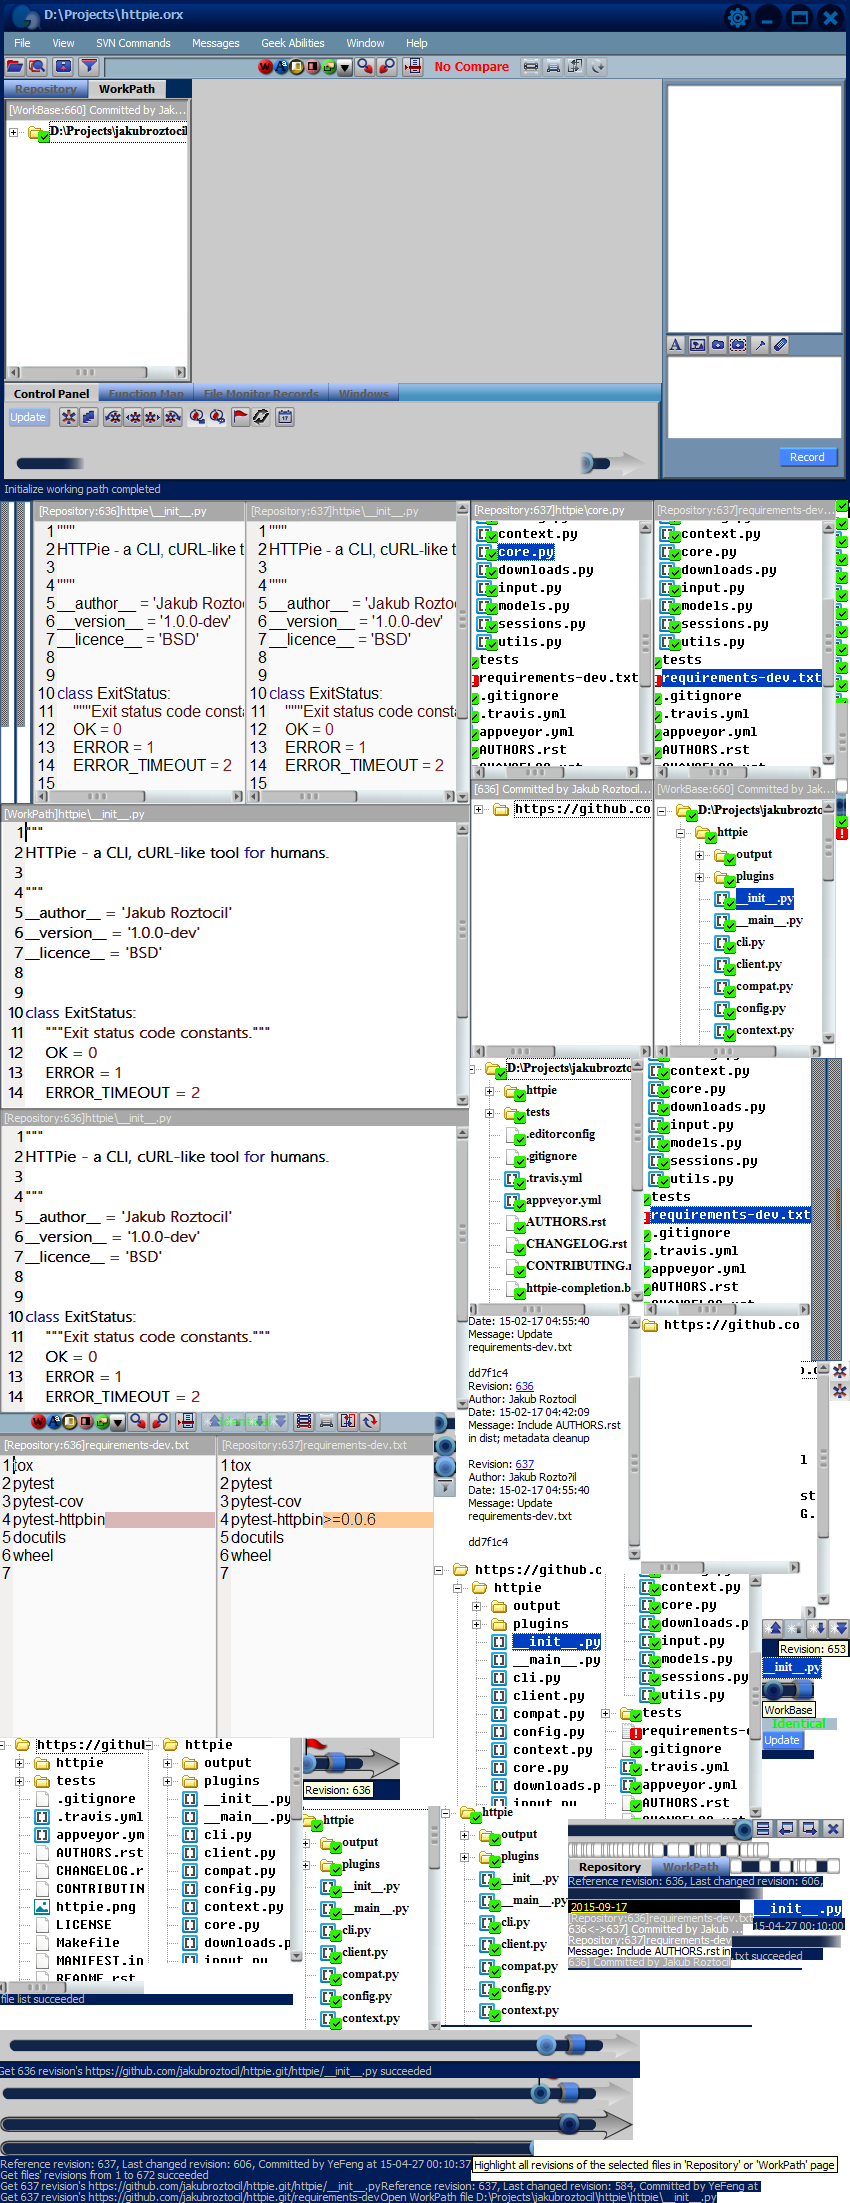 D:\Projects\httpie.orx
File View SVN Commands Messages Geek Abilities Window Help
No Compare
Repository WorkPath
[WorkBase:660] Committed by Jak...
D:\Projects\jakubroztocil
Control Panel Function Map File Monitor Records Windows
Update
Record
Initialize working path completed
[Repository:636]httpie\__init__.py
1 """
2 HTTPie - a CLI, cURL-like t
3
4 """
5 __author__ = 'Jakub Roztoc
6 __version__ = '1.0.0-dev'
7 __licence__ = 'BSD'
8
9
10 class ExitStatus:
11 """Exit status code consta
12 OK = 0
13 ERROR = 1
14 ERROR_TIMEOUT = 2
15
[Repository:637]httpie\__init__.py
1 """
2 HTTPie - a CLI, cURL-like t
3
4 """
5 __author__ = 'Jakub Roztoc
6 __version__ = '1.0.0-dev'
7 __licence__ = 'BSD'
8
9
10 class ExitStatus:
11 """Exit status code consta
12 OK = 0
13 ERROR = 1
14 ERROR_TIMEOUT = 2
15
[Repository:637]httpie\core.py
context.py
core.py
downloads.py
input.py
models.py
sessions.py
utils.py
tests
requirements-dev.txt
.gitignore
.travis.yml
appveyor.yml
AUTHORS.rst
[Repository:637]requirements-dev...
context.py
core.py
downloads.py
input.py
models.py
sessions.py
utils.py
tests
requirements-dev.txt
.gitignore
.travis.yml
appveyor.yml
AUTHORS.rst
[636] Committed by Jakub Roztocil...
https://github.co
[WorkBase:660] Committed by Jak...
D:\Projects\jakubrozto
httpie
output
plugins
__init__.py
__main__.py
cli.py
client.py
compat.py
config.py
context.py
[WorkPath]httpie\__init__.py
1 """
2 HTTPie - a CLI, cURL-like tool for humans.
3
4 """
5 __author__ = 'Jakub Roztocil'
6 __version__ = '1.0.0-dev'
7 __licence__ = 'BSD'
8
9
10 class ExitStatus:
11 """Exit status code constants."""
12 OK = 0
13 ERROR = 1
14 ERROR_TIMEOUT = 2
[Repository:636]httpie\__init__.py
1 """
2 HTTPie - a CLI, cURL-like tool for humans.
3
4 """
5 __author__ = 'Jakub Roztocil'
6 __version__ = '1.0.0-dev'
7 __licence__ = 'BSD'
8
9
10 class ExitStatus:
11 """Exit status code constants."""
12 OK = 0
13 ERROR = 1
14 ERROR_TIMEOUT = 2
D:\Projects\jakubrozto
httpie
tests
.editorconfig
.gitignore
.travis.yml
appveyor.yml
AUTHORS.rst
CHANGELOG.rst
CONTRIBUTING.r
httpie-completion.b
context.py
core.py
downloads.py
input.py
models.py
sessions.py
utils.py
tests
requirements-dev.txt
.gitignore
.travis.yml
appveyor.yml
AUTHORS.rst
Date: 15-02-17 04:55:40
Message: Update
requirements-dev.txt
dd7f1c4
Revision: 636
Author: Jakub Roztocil
Date: 15-02-17 04:42:09
Message: Include AUTHORS.rst
in dist; metadata cleanup
Revision: 637
Author: Jakub Rozto?il
Date: 15-02-17 04:55:40
Message: Update
requirements-dev.txt
dd7f1c4
https://github.co
Identical
[Repository:636]requirements-dev.txt
1 tox
2 pytest
3 pytest-cov
4 pytest-httpbin
5 docutils
6 wheel
7
[Repository:637]requirements-dev.txt
1 tox
2 pytest
3 pytest-cov
4 pytest-httpbin>=0.0.6
5 docutils
6 wheel
7
https://github.c
httpie
output
plugins
__init__.py
__main__.py
cli.py
client.py
compat.py
config.py
context.py
core.py
downloads.p
input.py
context.py
core.py
downloads.p
input.py
models.py
sessions.py
utils.py
tests
requirements-d
.gitignore
.travis.yml
appveyor.yml
AUTHORS.rst
Revision: 653
__init__.py
WorkBase
Identical
Update
https://githul
httpie
tests
.gitignore
.travis.yml
appveyor.ym
AUTHORS.rst
CHANGELOG.r
CONTRIBUTIN
httpie.png
LICENSE
Makefile
MANIFEST.in
README.rst
file list succeeded
httpie
output
plugins
__init__.py
__main__.py
cli.py
client.py
compat.py
config.py
context.py
core.py
downloads.p
input.py
Revision: 636
httpie
output
plugins
__init__.py
__main__.py
cli.py
client.py
compat.py
config.py
context.py
httpie
output
plugins
__init__.py
__main__.py
cli.py
client.py
compat.py
config.py
context.py
Repository WorkPath
Reference revision: 636, Last changed revision: 606,
2015-09-17
__init__.py
[Repository:636]requirements-dev.txt
15-04-27 00:10:00
636<->637] Committed by Jakub ...
Repository:637]requirements-dev
Message: Include AUTHORS.rst in
.txt succeeded
636] Committed by Jakub Roztocil
Get 636 revision's https://github.com/jakubroztocil/httpie.git/httpie/__init__.py succeeded
Reference revision: 637, Last changed revision: 606, Committed by YeFeng at 15-04-27 00:10:37
Highlight all revisions of the selected files in 'Repository' or 'WorkPath' page
Get files' revisions from 1 to 672 succeeded
Get 637 revision's https://github.com/jakubroztocil/httpie.git/httpie/__init__.py
Reference revision: 637, Last changed revision: 584, Committed by YeFeng at
Get 637 revision's https://github.com/jakubroztocil/httpie.git/requirements-dev
Open WorkPath file D:\Projects\jakubroztocil\httpie\httpie\__init__.py